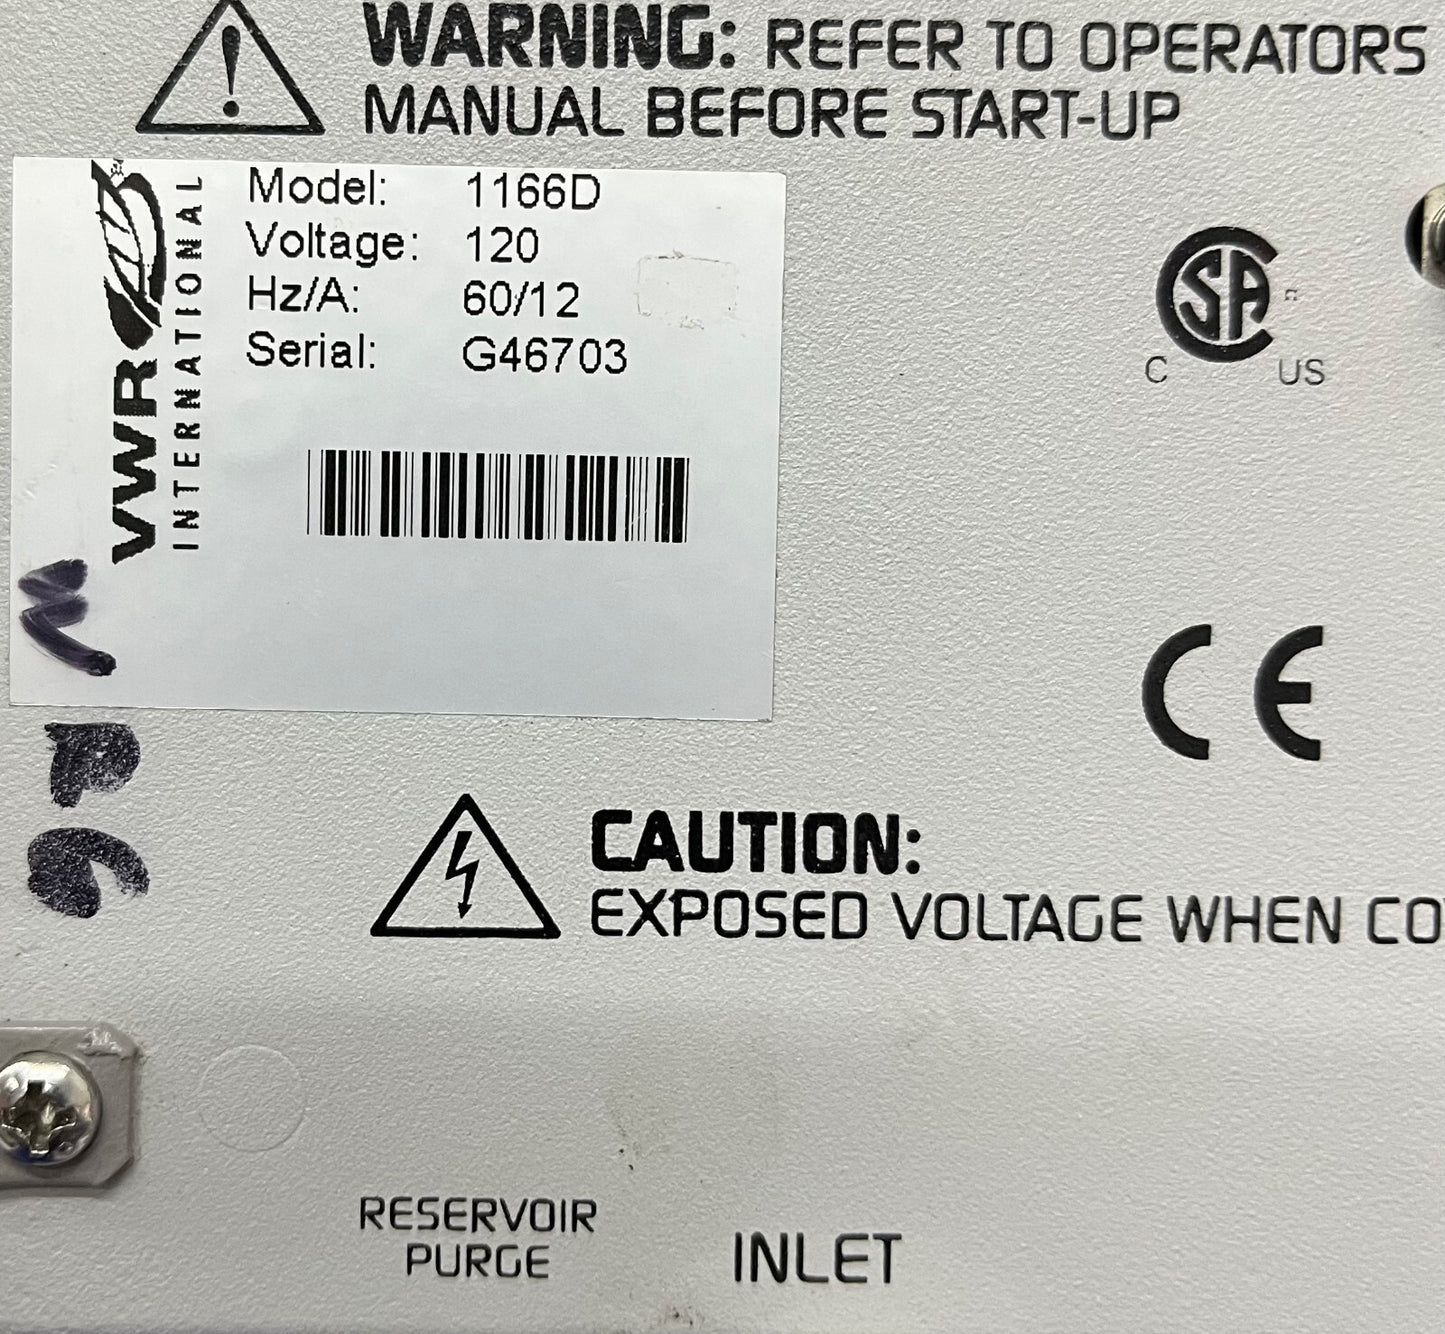 WARNING: REFER TO OPERATORS
MANUAL BEFORE START-UP
VWR
INTERNATIONAL
Model: 1166D
Voltage: 120
Hz/A: 60/12
Serial: G46703
C US
CE
CAUTION:
EXPOSED VOLTAGE WHEN CO
RESERVOIR
PURGE
INLET